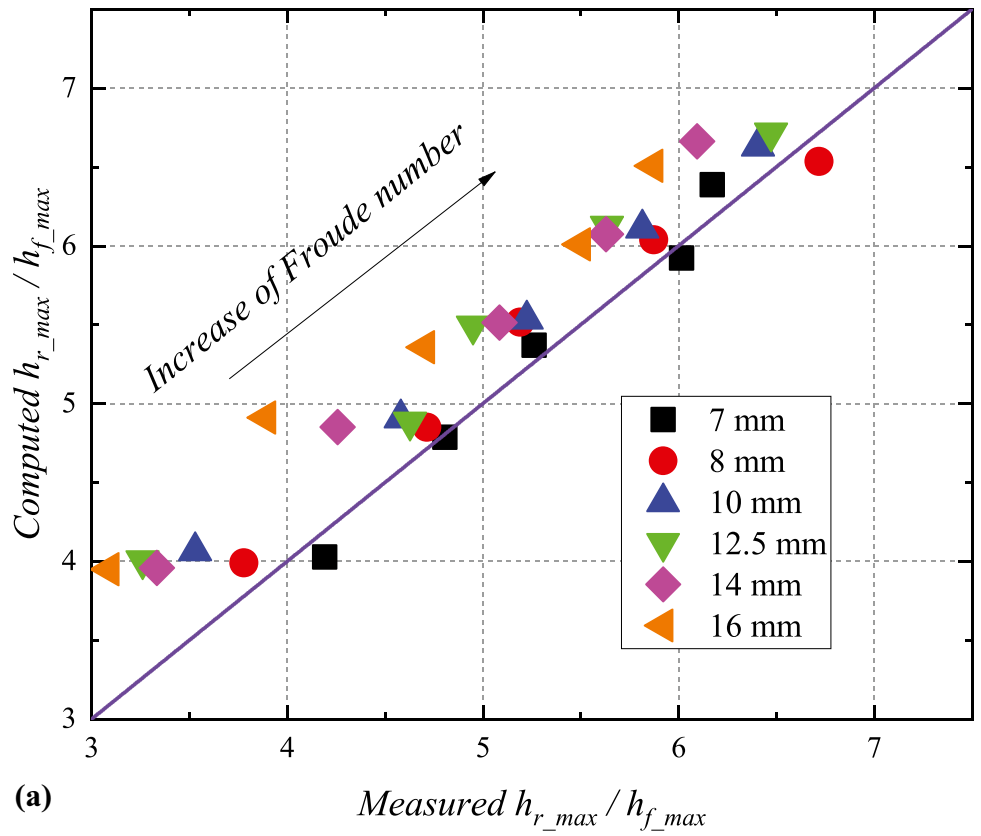 Computed h_r_max / h_f_max
7
6
5
4
3
Increase of Froude number
7 mm
8 mm
10 mm
12.5 mm
14 mm
16 mm
3 4 5 6 7
(a)
Measured h_r_max / h_f_max